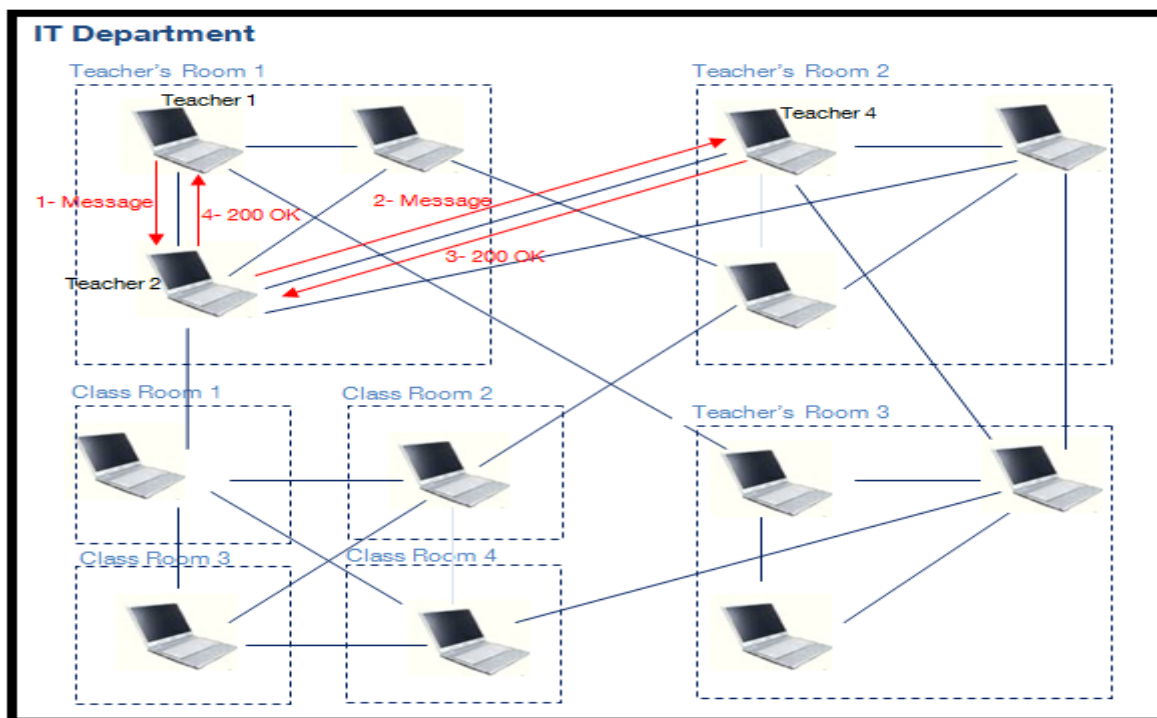 IT Department
Teacher's Room 1
Teacher's Room 2
Teacher 1
Teacher 4
1- Message
4- 200 OK
2- Message
3- 200 OK
Teacher 2
Class Room 1
Class Room 2
Teacher's Room 3
Class Room 3
Class Room 4